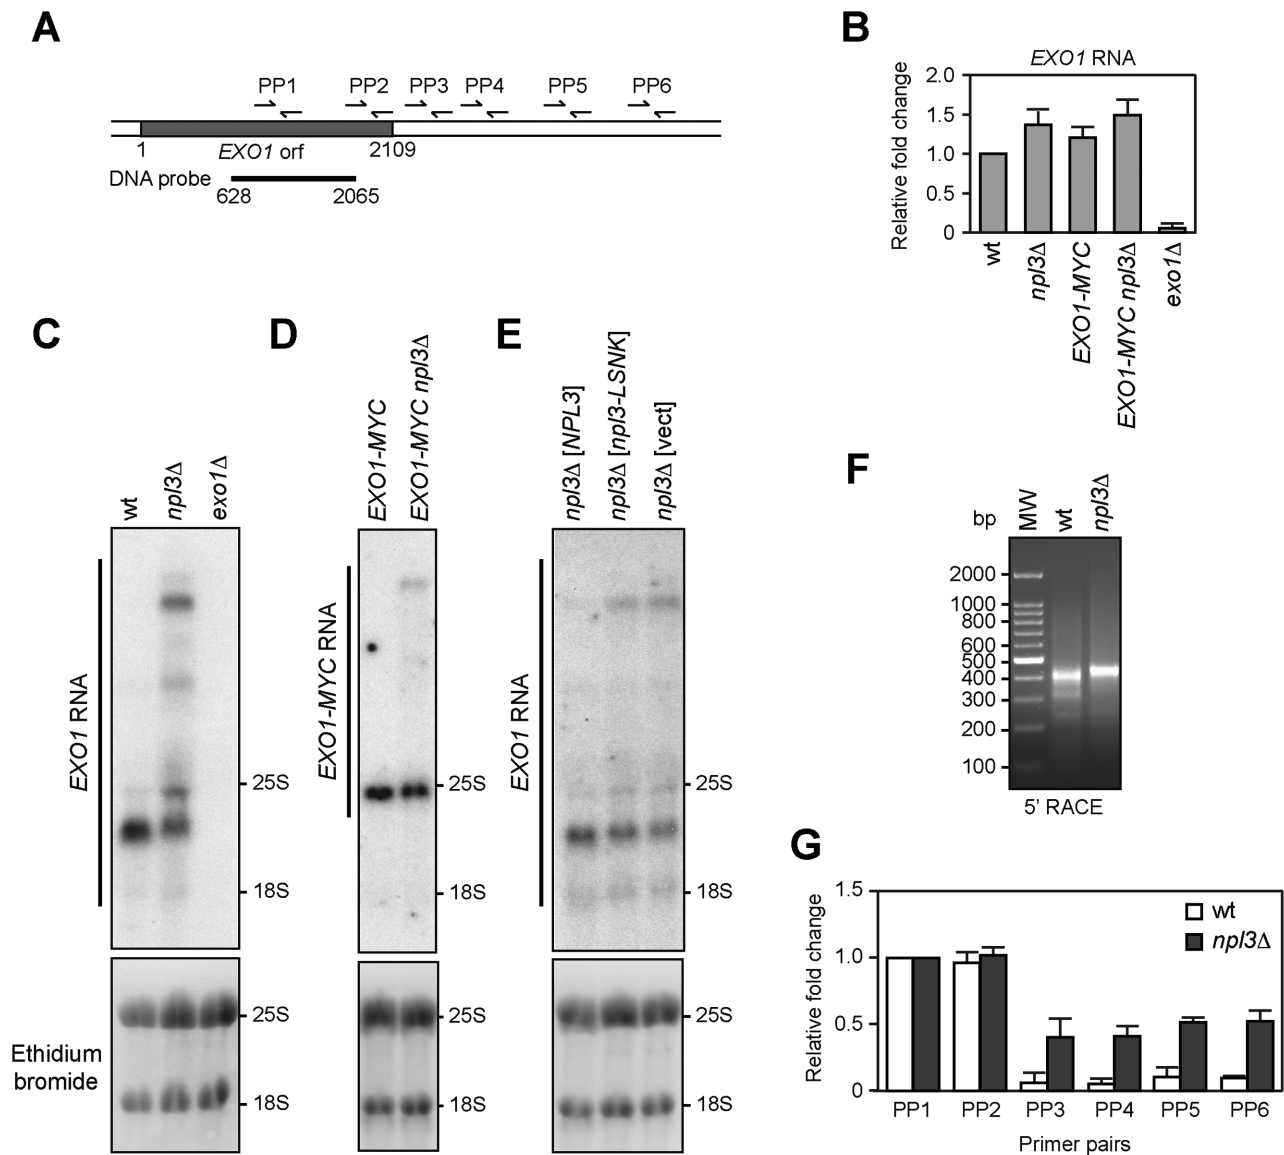 A
PP1 PP2 PP3 PP4 PP5 PP6
1 EXO1 orf 2109
DNA probe
628 2065
B
EXO1 RNA
Relative fold change
2.0
1.5
1.0
0.5
0
wt
npl3Δ
EXO1-MYC
EXO1-MYC npl3Δ
exo1Δ
C
wt
npl3Δ
exo1Δ
EXO1 RNA
25S
18S
Ethidium
bromide
25S
18S
D
EXO1-MYC
EXO1-MYC npl3Δ
EXO1-MYC RNA
25S
18S
25S
18S
E
npl3Δ [NPL3]
npl3Δ [npl3-LSNK]
npl3Δ [vect]
EXO1 RNA
25S
18S
25S
18S
F
bp
MW
wt
npl3Δ
2000
1000
800
600
500
400
300
200
100
5’ RACE
G
Relative fold change
1.5
1.0
0.5
0
wt
npl3Δ
PP1 PP2 PP3 PP4 PP5 PP6
Primer pairs